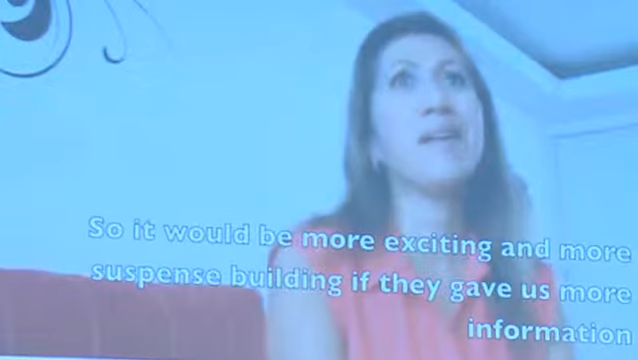 So it would be more exciting and more
suspense building if they gave us more
information